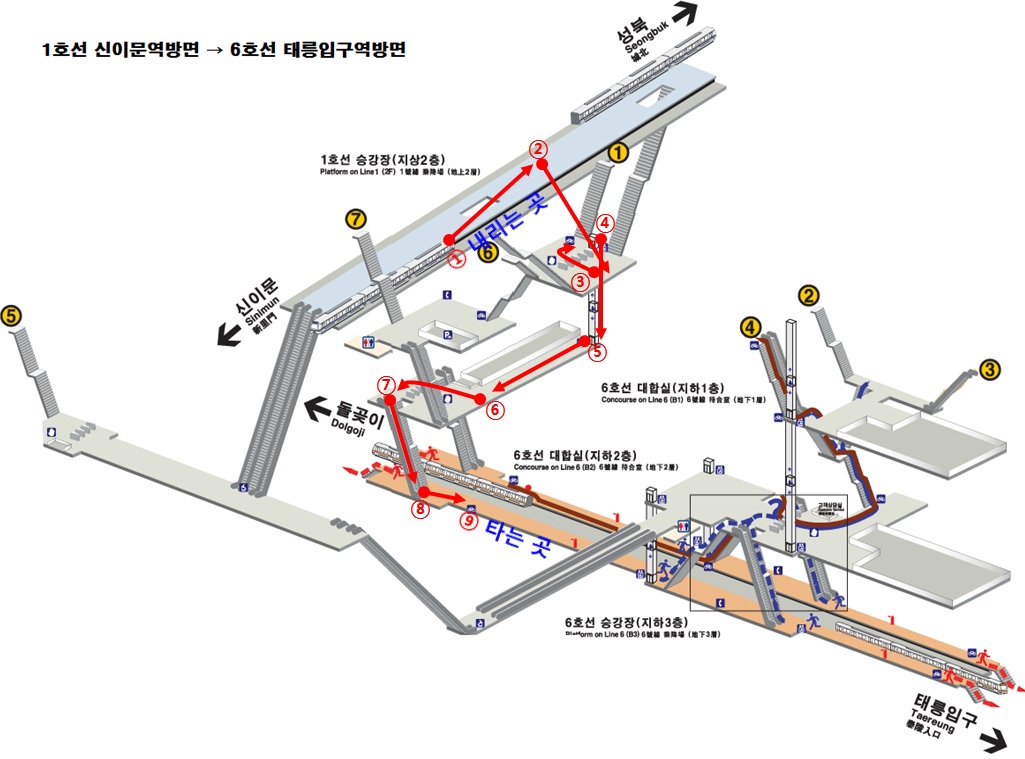 1호선 신이문역방면 → 6호선 태릉입구역방면
성북
Seongbuk
城北
1호선 승강장(지상2층)
Platform on Line1 (2F) 1號線 乘降場 (地上2層)
②
1
①
내리는 곳
④
7
6
③
신이문
Sinimun
新里門
5
2
4
3
⑤
⑦
⑥
돌곶이
Dolgoji
6호선 대합실(지하1층)
Concourse on Line 6 (B1) 6號線 待合室 (地下1層)
6호선 대합실(지하2층)
Concourse on Line 6 (B2) 6號線 待合室 (地下2層)
고객상담실
⑧
⑨
타는 곳
6호선 승강장(지하3층)
Platform on Line 6 (B3) 6號線 乘降場 (地下3層)
태릉입구
Taereung
泰陵入口